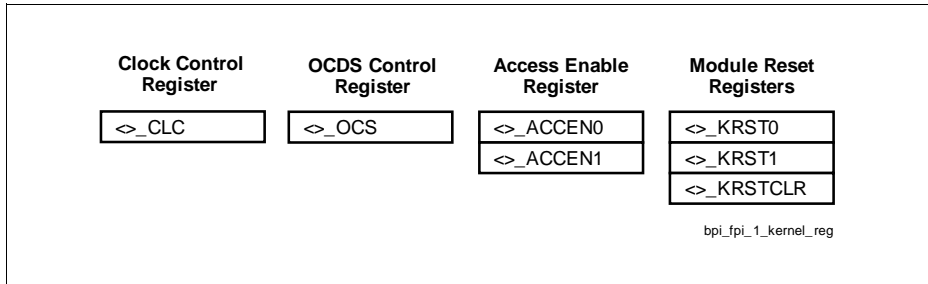 Clock Control
Register
OCDS Control
Register
Access Enable
Register
Module Reset
Registers
<>_CLC
<>_OCS
<>_ACCEN0
<>_ACCEN1
<>_KRST0
<>_KRST1
<>_KRSTCLR
bpi_fpi_1_kernel_reg